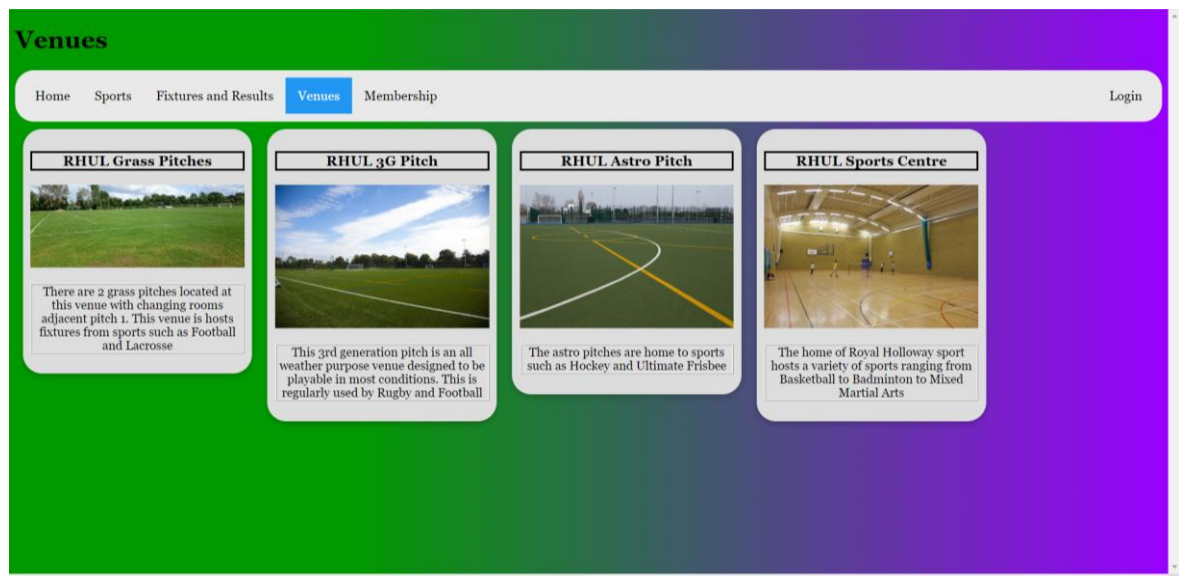 Venues
Home Sports Fixtures and Results Venues Membership Login
RHUL Grass Pitches
There are 2 grass pitches located at
this venue with changing rooms
adjacent pitch 1. This venue is hosts
fixtures from sports such as Football
and Lacrosse
RHUL 3G Pitch
This 3rd generation pitch is an all
weather purpose venue designed to be
playable in most conditions. This is
regularly used by Rugby and Football
RHUL Astro Pitch
The astro pitches are home to sports
such as Hockey and Ultimate Frisbee
RHUL Sports Centre
The home of Royal Holloway sport
hosts a variety of sports ranging from
Basketball to Badminton to Mixed
Martial Arts